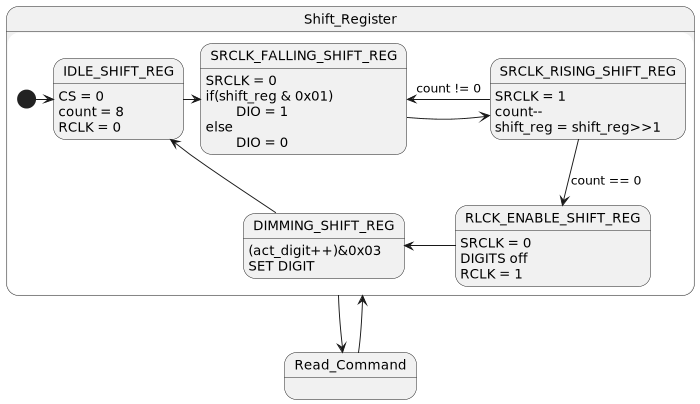 Shift_Register
IDLE_SHIFT_REG
CS = 0
count = 8
RCLK = 0
SRCLK_FALLING_SHIFT_REG
SRCLK = 0
if(shift_reg & 0x01)
DIO = 1
else
DIO = 0
count != 0
SRCLK_RISING_SHIFT_REG
SRCLK = 1
count--
shift_reg = shift_reg>>1
count == 0
DIMMING_SHIFT_REG
(act_digit++)&0x03
SET DIGIT
RLCK_ENABLE_SHIFT_REG
SRCLK = 0
DIGITS off
RCLK = 1
Read_Command